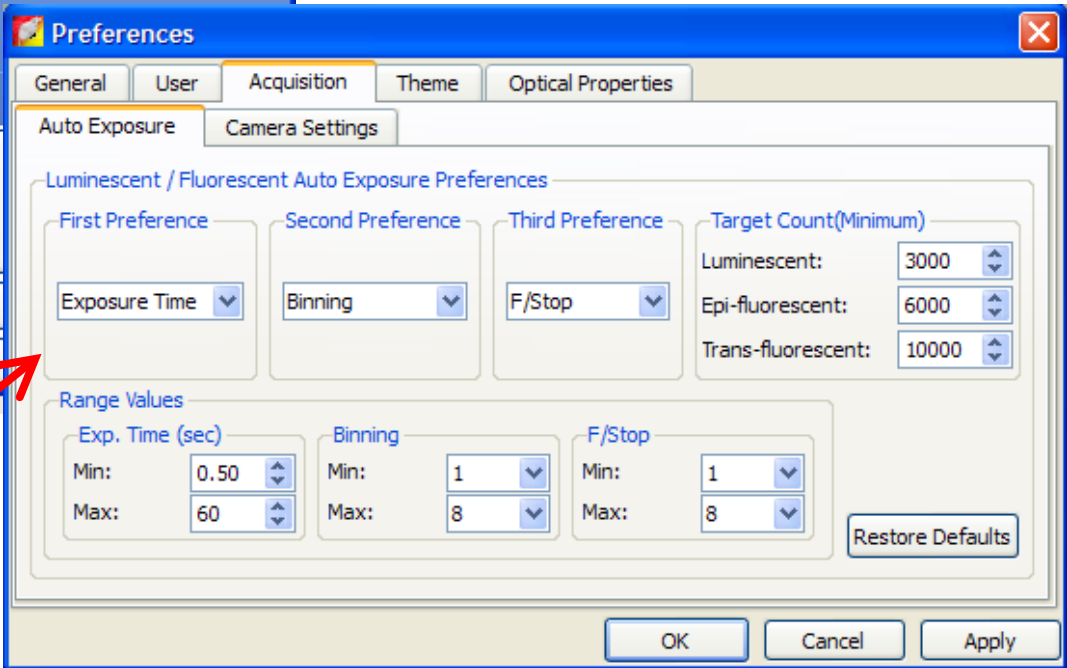 Preferences
General User Acquisition Theme Optical Properties
Auto Exposure Camera Settings
Luminescent / Fluorescent Auto Exposure Preferences
First Preference Second Preference Third Preference Target Count(Minimum)
Luminescent: 3000
Exposure Time Binning F/Stop Epi-fluorescent: 6000
Trans-fluorescent: 10000
Range Values
Exp. Time (sec) Binning F/Stop
Min: 0.50 Min: 1 Min: 1
Max: 60 Max: 8 Max: 8
Restore Defaults
OK Cancel Apply